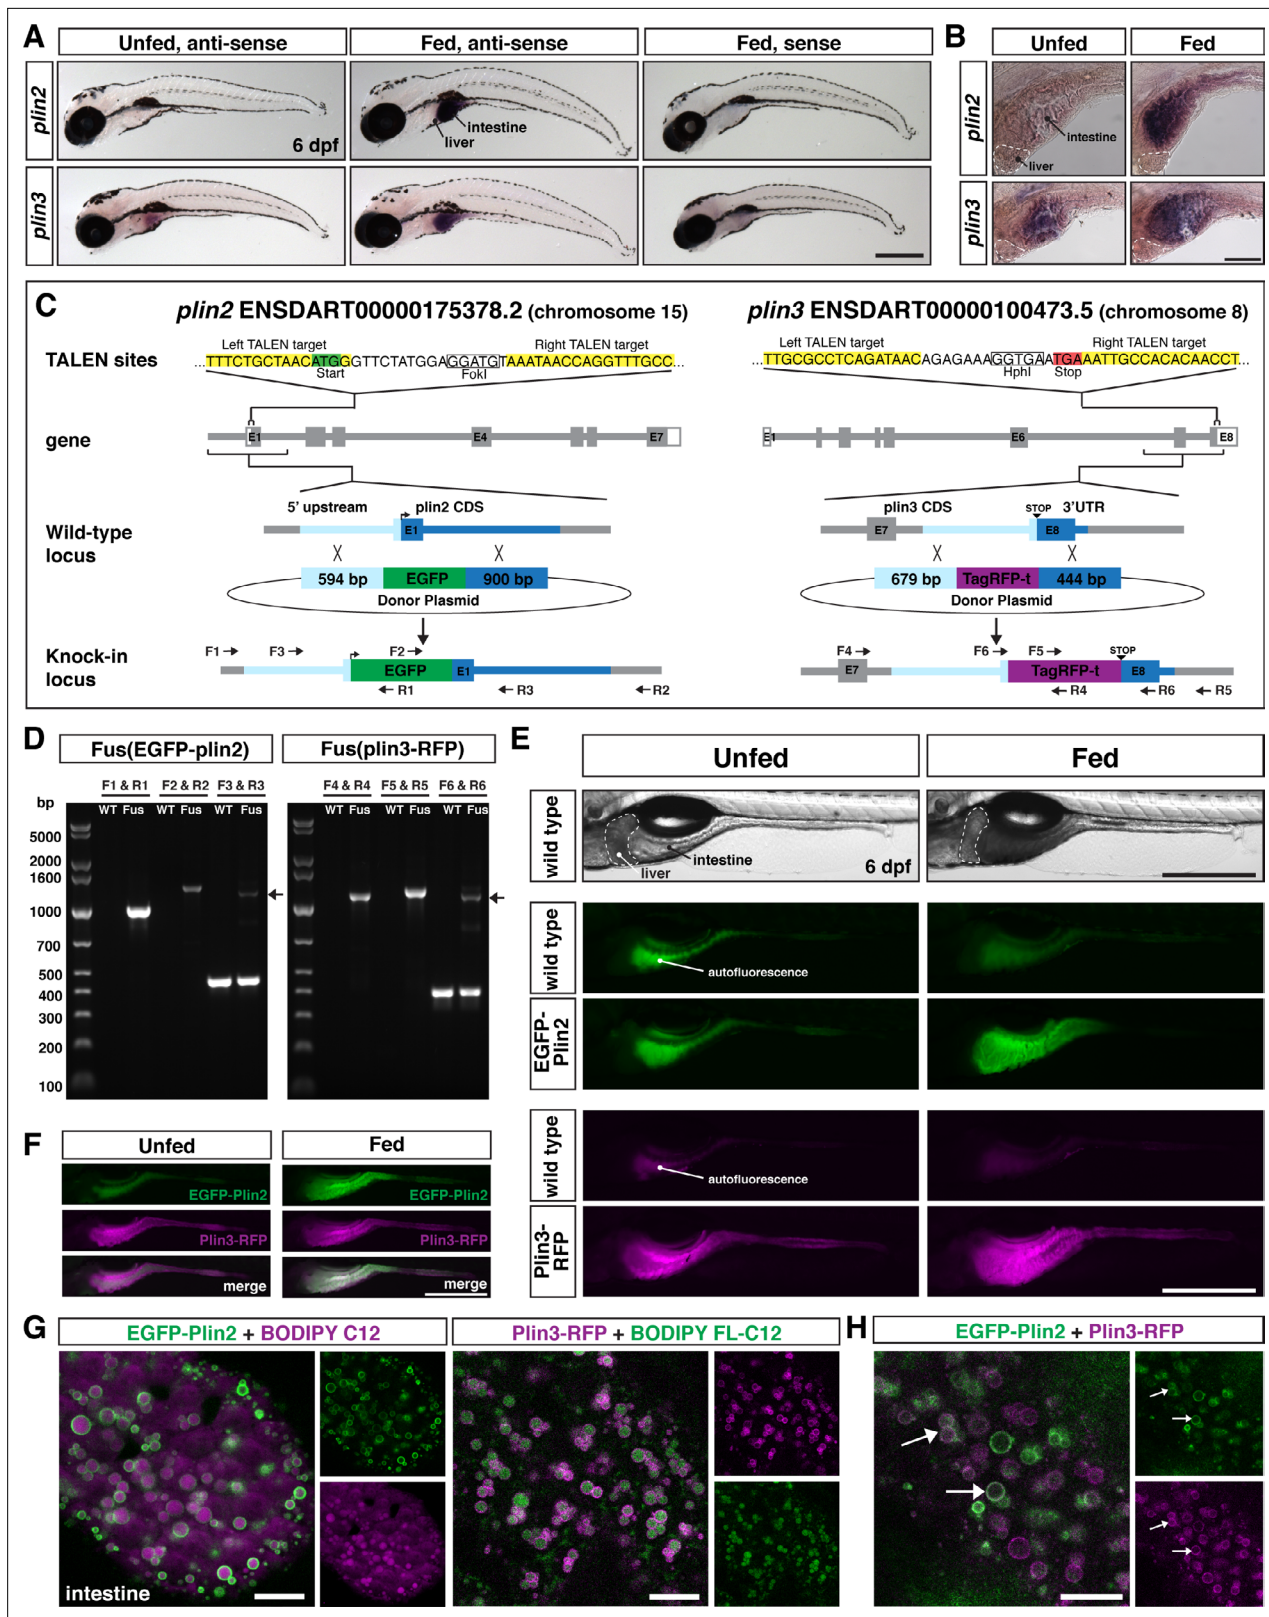 A
Unfed, anti-sense
Fed, anti-sense
Fed, sense
plin2
6 dpf
liver
intestine
plin3
B
Unfed
Fed
plin2
intestine
liver
plin3
C
plin2 ENSDART00000175378.2 (chromosome 15)
plin3 ENSDART00000100473.5 (chromosome 8)
TALEN sites
Left TALEN target
Right TALEN target
...TTTCTGCTAACATGGGTTCTATGGAGGATGTAAATAACCAGGTTTGCC...
Start
FokI
Left TALEN target
Right TALEN target
...TTGCGCCTCAGATAACAGAGAAAGGTGAATGAAATTGCCACACAACCT...
HphI
Stop
gene
E1
E4
E7
E1
E6
E8
5’ upstream
plin2 CDS
plin3 CDS
STOP
3’UTR
Wild-type
locus
E1
E7
E8
594 bp
EGFP
900 bp
Donor Plasmid
679 bp
TagRFP-t
444 bp
Donor Plasmid
Knock-in
locus
F1
F3
F2
EGFP
E1
R1
R3
R2
F4
F6
F5
STOP
E7
TagRFP-t
E8
R4
R6
R5
D
Fus(EGFP-plin2)
Fus(plin3-RFP)
F1 & R1
F2 & R2
F3 & R3
F4 & R4
F5 & R5
F6 & R6
bp
WT Fus
WT Fus
WT Fus
WT Fus
WT Fus
WT Fus
5000
2000
1600
1000
700
500
400
300
200
100
E
Unfed
Fed
wild type
liver
intestine
6 dpf
wild type
autofluorescence
EGFP-
Plin2
wild type
autofluorescence
Plin3-
RFP
F
Unfed
Fed
EGFP-Plin2
EGFP-Plin2
Plin3-RFP
Plin3-RFP
merge
merge
G
EGFP-Plin2 + BODIPY C12
Plin3-RFP + BODIPY FL-C12
intestine
H
EGFP-Plin2 + Plin3-RFP